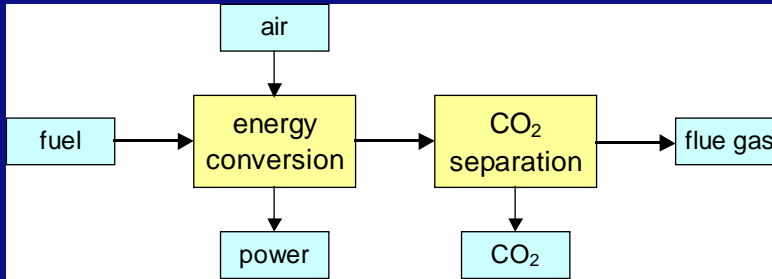 air
fuel
energy
conversion
CO₂
separation
flue gas
power
CO₂